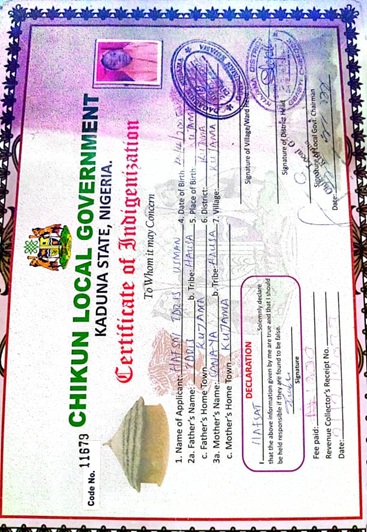 CHIKUN LOCAL GOVERNMENT
KADUNA STATE, NIGERIA.
Code No. 11679
Certificate of Indigenization
To Whom it may Concern
1. Name of Applicant: HAFSAT IDRIS USMAN 4. Date of Birth
2a. Father's Name: IDRIS b. Tribe: HAUSA 5. Place of Birth KUJAMA
c. Father's Home Town KUJAMA 6. District: KUJAMA
3a. Mother's Name: b. Tribe: HAUSA 7. Village: KUJAMA
c. Mother's Home Town KUJAMA
Signature of Village/Ward Head
DECLARATION
I HAFSAT Solemnly declare
that the above information given by me are true and that I should
be held responsible if they are found to be false.
Signature
Signature of District Head
Fee paid:
Revenue Collector's Receipt No.
Date:
Signature of Local Govt. Chairman
Date: